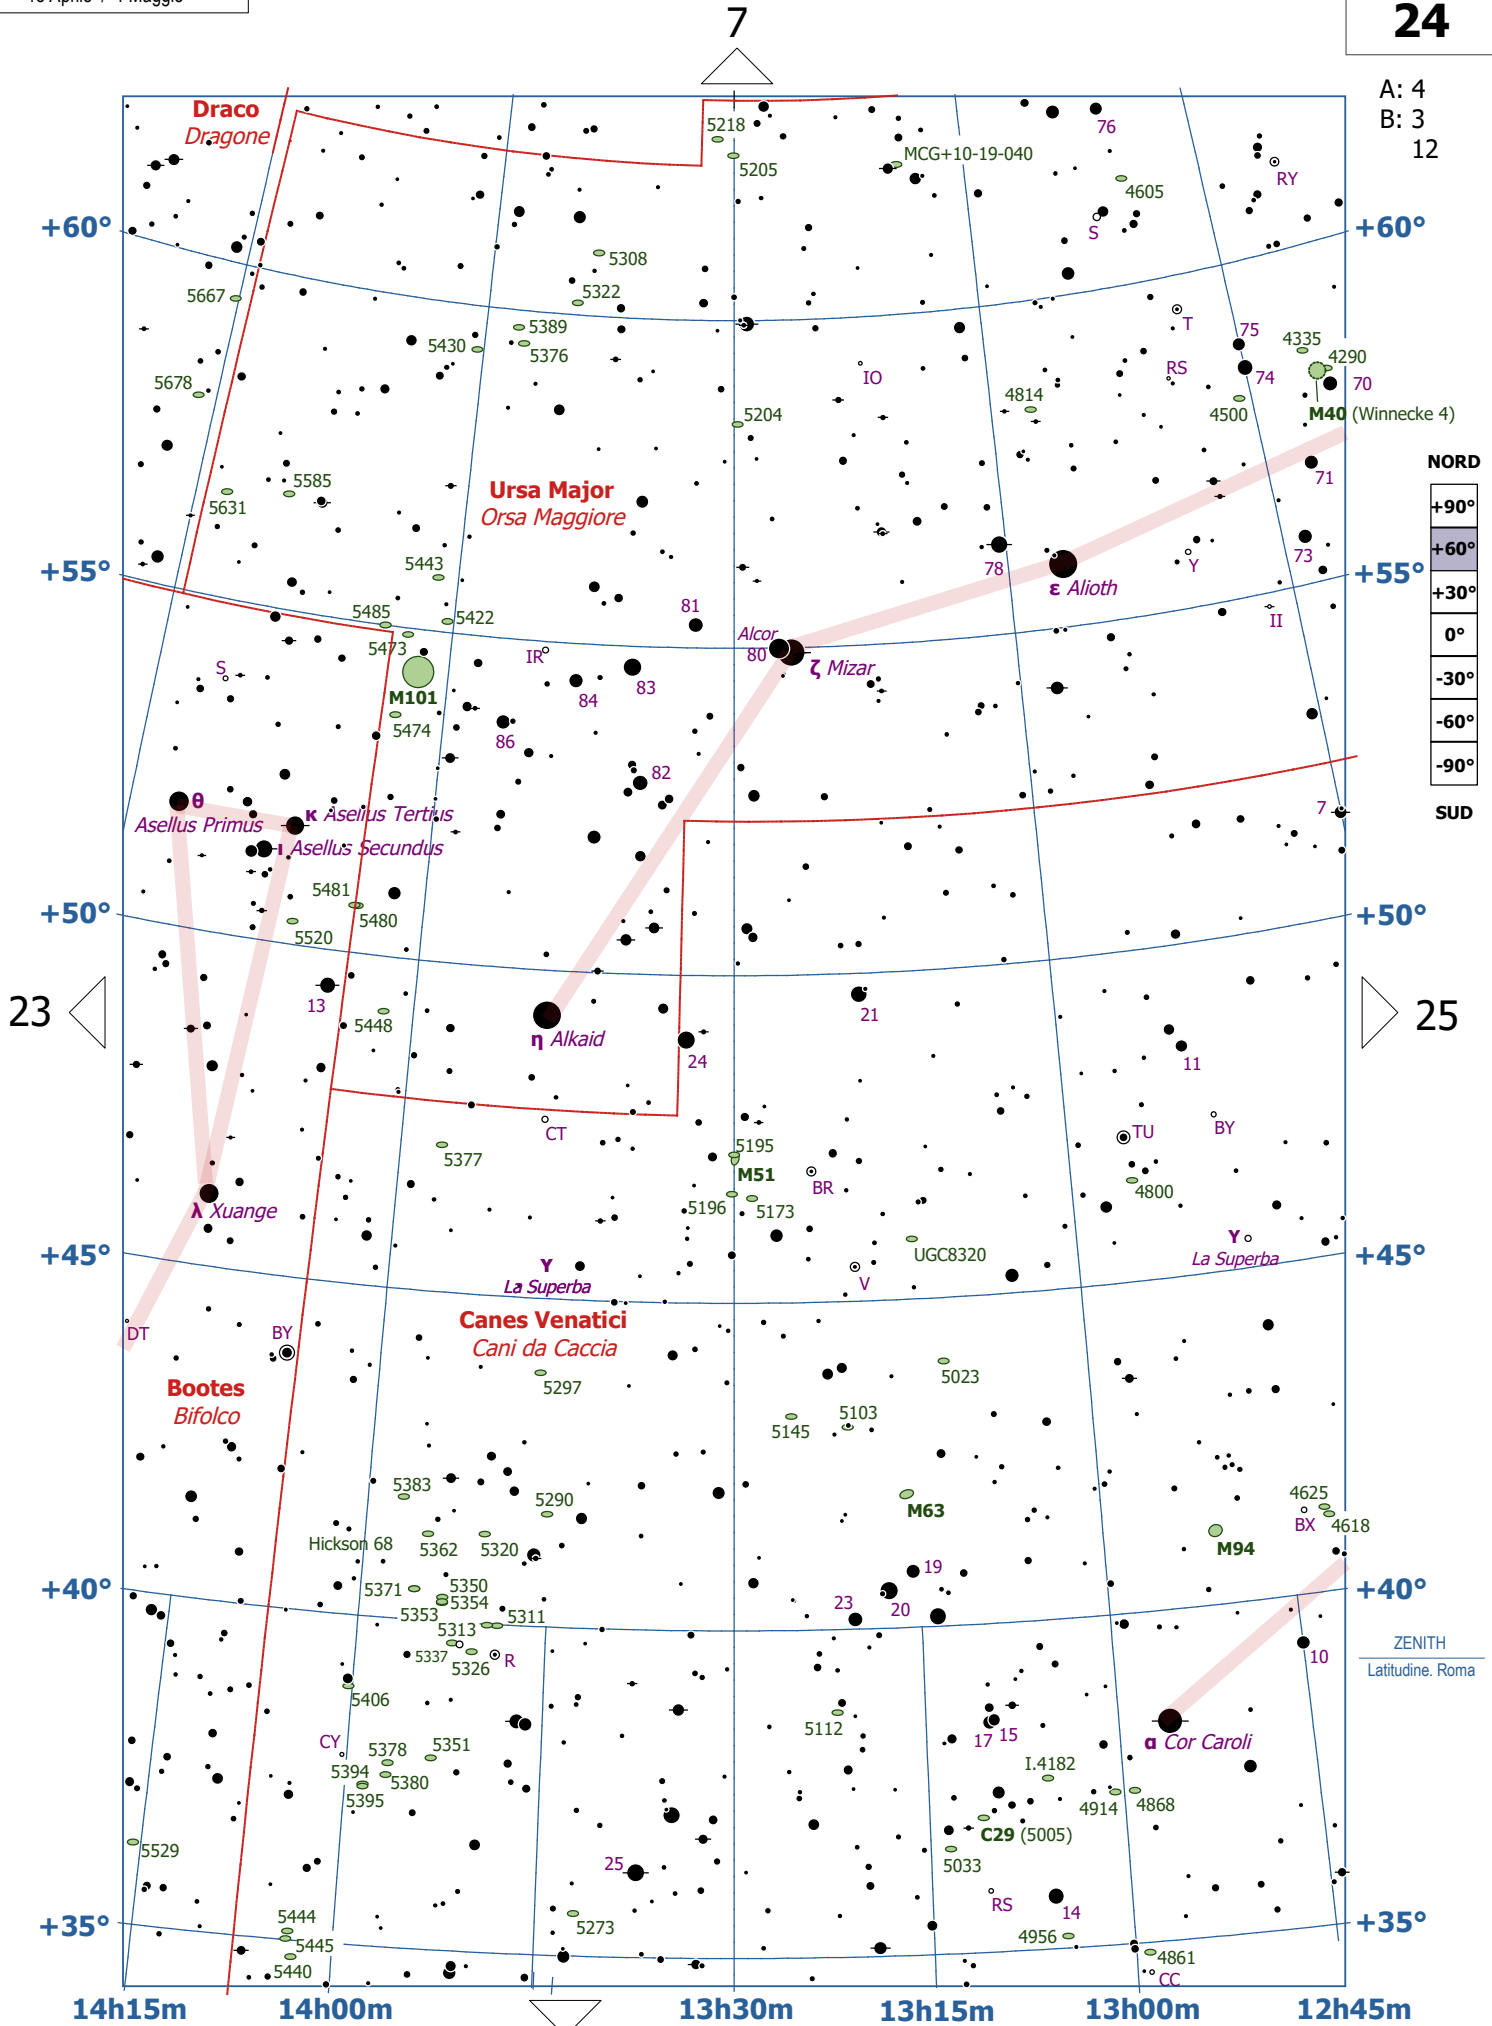 7
24
A: 4
B: 3
12
Draco
Dragone
5218
5205
MCG+10-19-040
76
4605
RY
S
+60°
+60°
5308
5667
5322
5389
5376
5430
T
75
4335
4290
74
70
IO
RS
5678
5204
4814
4500
M40 (Winnecke 4)
NORD
+90°
+60°
+30°
0°
-30°
-60°
-90°
SUD
71
5585
5631
Ursa Major
Orsa Maggiore
78
Y
73
5443
+55°
+55°
ε Alioth
5485
5422
81
II
5473
IR
Alcor
80
ζ Mizar
S
M101
84
83
5474
86
82
7
θ
Asellus Primus
κ Asellus Tertius
ι Asellus Secundus
5481
5480
5520
+50°
+50°
23
25
13
5448
η Alkaid
24
21
11
CT
TU
BY
5377
5195
M51
BR
4800
5196
5173
λ Xuange
+45°
+45°
Y
La Superba
UGC8320
Y
La Superba
V
DT
BY
Canes Venatici
Cani da Caccia
Bootes
Bifolco
5297
5023
5145
5103
5383
5290
M63
4625
BX
4618
Hickson 68
5362
5320
M94
+40°
+40°
5371
5350
5354
5353
5311
5313
5337
5326
R
19
20
23
10
ZENITH
Latitudine. Roma
5406
CY
5378
5351
5394
5380
5395
5112
17
15
α Cor Caroli
I.4182
4914
4868
C29 (5005)
5033
5529
25
RS
14
5273
+35°
+35°
5444
5445
5440
4956
4861
CC
14h15m
14h00m
13h30m
13h15m
13h00m
12h45m